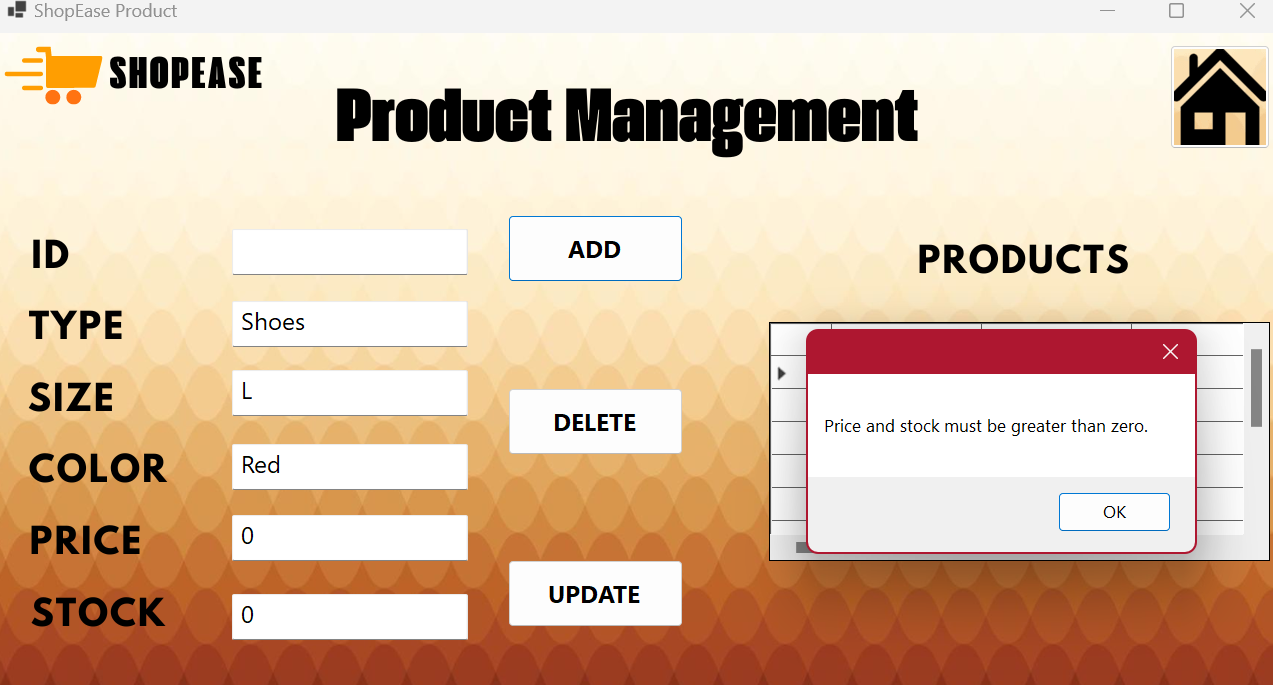 ShopEase Product
SHOPEASE
Product Management
ID
ADD
PRODUCTS
TYPE
Shoes
SIZE
L
DELETE
COLOR
Red
PRICE
0
STOCK
0
UPDATE
Price and stock must be greater than zero.
OK